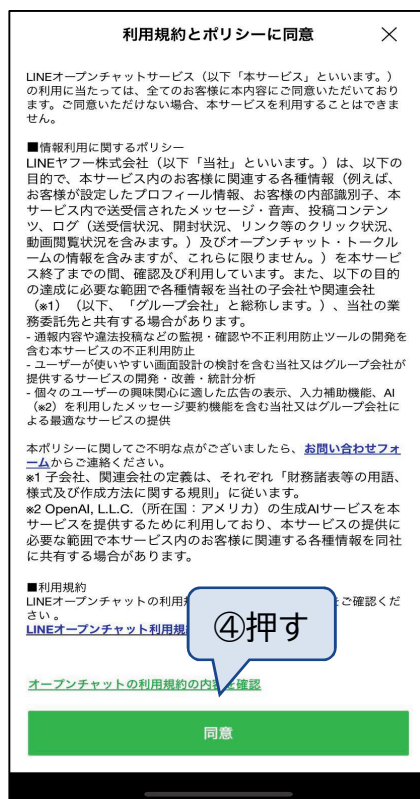 利用規約とポリシーに同意
LINEオープンチャットサービス（以下「本サービス」といいます。）
の利用に当たっては、全てのお客様に本内容にご同意いただいており
ます。ご同意いただけない場合、本サービスを利用することはできま
せん。
■情報利用に関するポリシー
LINEヤフー株式会社（以下「当社」といいます。）は、以下の
目的で、本サービス内のお客様に関連する各種情報（例えば、
お客様が設定したプロフィール情報、お客様の内部識別子、本
サービス内で送受信されたメッセージ・音声、投稿コンテン
ツ、ログ（送受信状況、開封状況、リンク等のクリック状況、
動画閲覧状況を含みます。）及びオープンチャット・トークル
ームの情報を含みますが、これらに限りません。）を本サービ
ス終了までの間、確認及び利用しています。また、以下の目的
の達成に必要な範囲で各種情報を当社の子会社や関連会社
（※1）（以下、「グループ会社」と総称します。）、当社の業
務委託先と共有する場合があります。
- 通報内容や違法投稿などの監視・確認や不正利用防止ツールの開発を
含む本サービスの不正利用防止
- ユーザーが使いやすい画面設計の検討を含む当社又はグループ会社が
提供するサービスの開発・改善・統計分析
- 個々のユーザーの興味関心に適した広告の表示、入力補助機能、AI
（※2）を利用したメッセージ要約機能を含む当社又はグループ会社に
よる最適なサービスの提供
本ポリシーに関してご不明な点がございましたら、お問い合わせフォ
ームからご連絡ください。
※1 子会社、関連会社の定義は、それぞれ「財務諸表等の用語、
様式及び作成方法に関する規則」に従います。
※2 OpenAI, L.L.C.（所在国：アメリカ）の生成AIサービスを本
サービスを提供するために利用しており、本サービスの提供に
必要な範囲で本サービス内のお客様に関連する各種情報を同社
に共有する場合があります。
■利用規約
LINEオープンチャットの利用 ご確認くだ
さい。
LINEオープンチャット利用規
④押す
オープンチャットの利用規約の内容を確認
同意